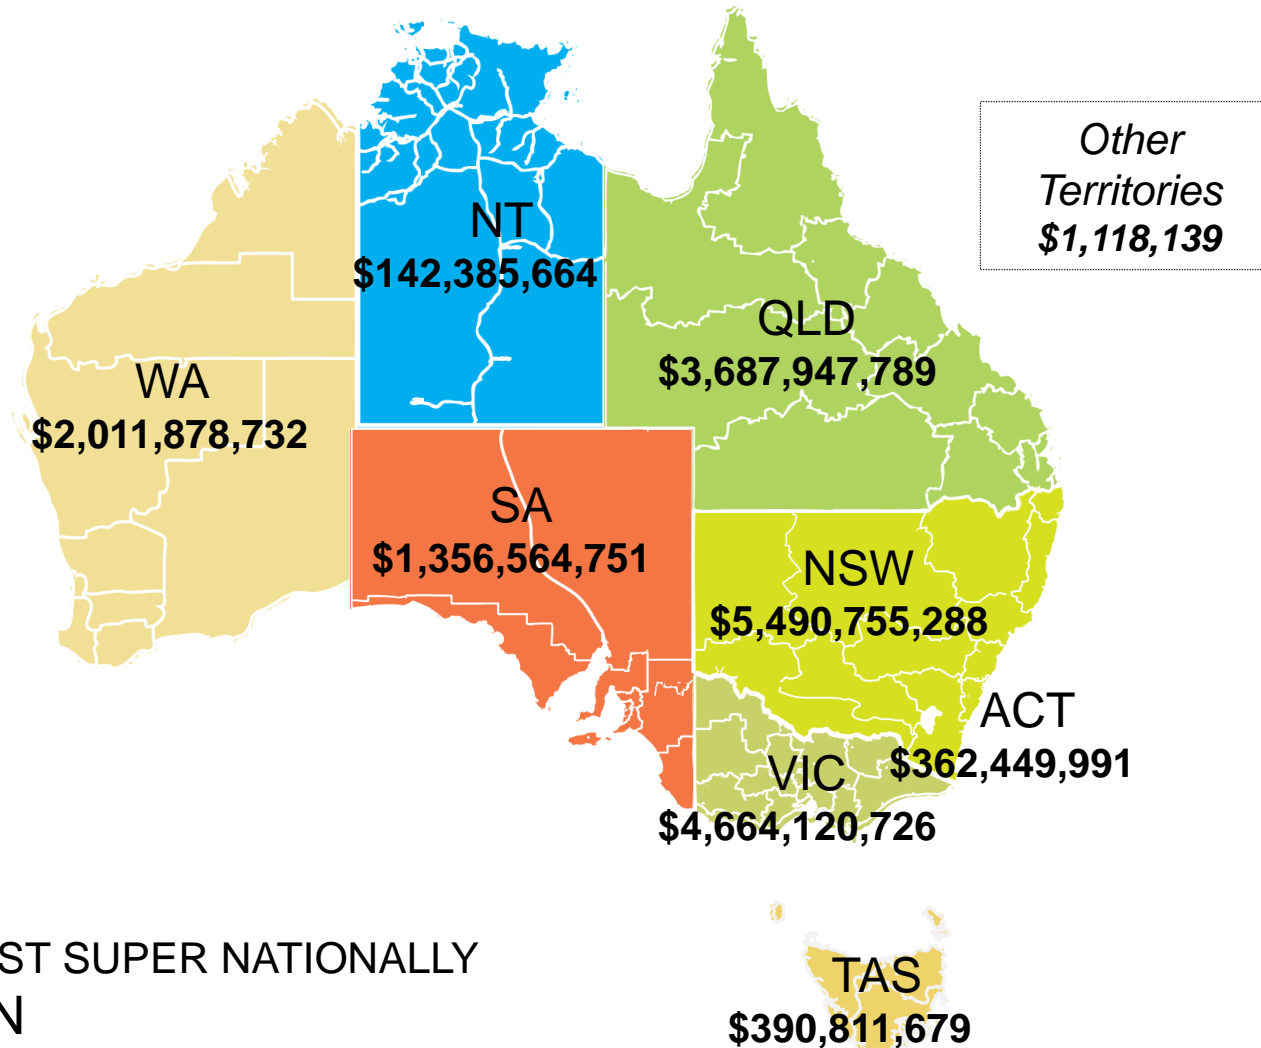 Other
Territories
$1,118,139
NT
$142,385,664
QLD
$3,687,947,789
WA
$2,011,878,732
SA
$1,356,564,751
NSW
$5,490,755,288
ACT
$362,449,991
VIC
$4,664,120,726
SUPER NATIONALLY
TAS
$390,811,679